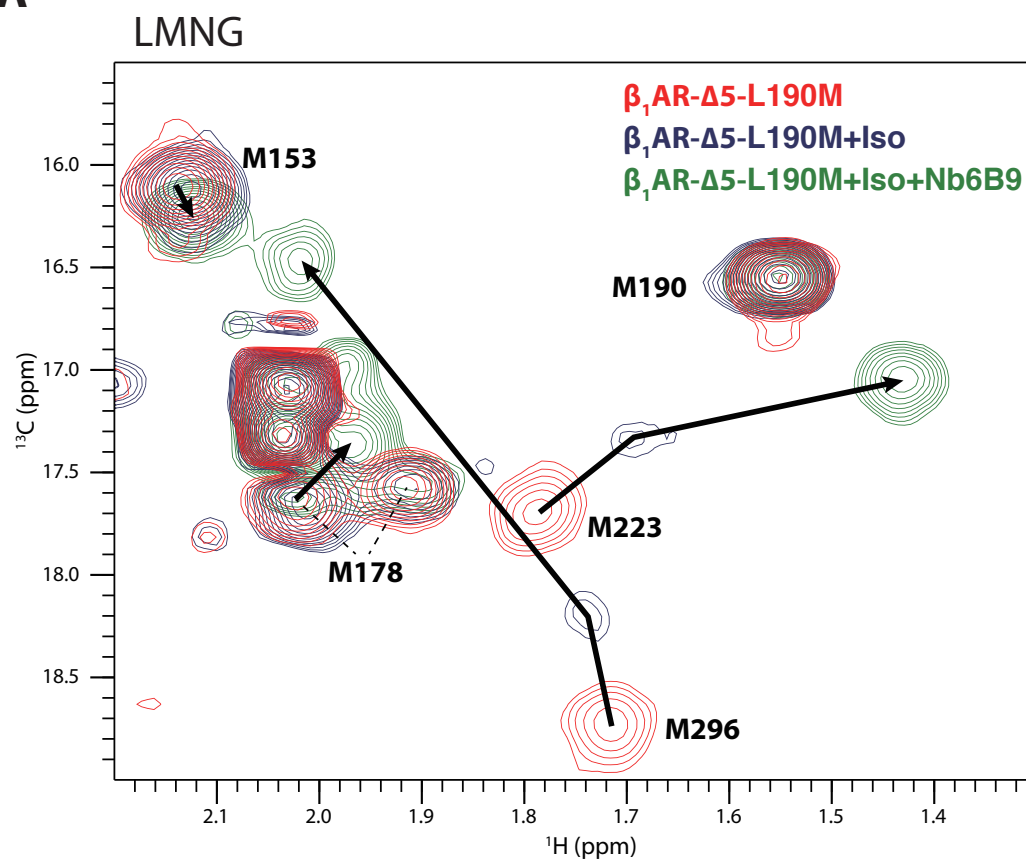 LMNG
β₁AR-Δ5-L190M
β₁AR-Δ5-L190M+Iso
β₁AR-Δ5-L190M+Iso+Nb6B9
M153
M190
M223
M178
M296
16.0
16.5
17.0
17.5
18.0
18.5
¹³C (ppm)
2.1 2.0 1.9 1.8 1.7 1.6 1.5 1.4
¹H (ppm)